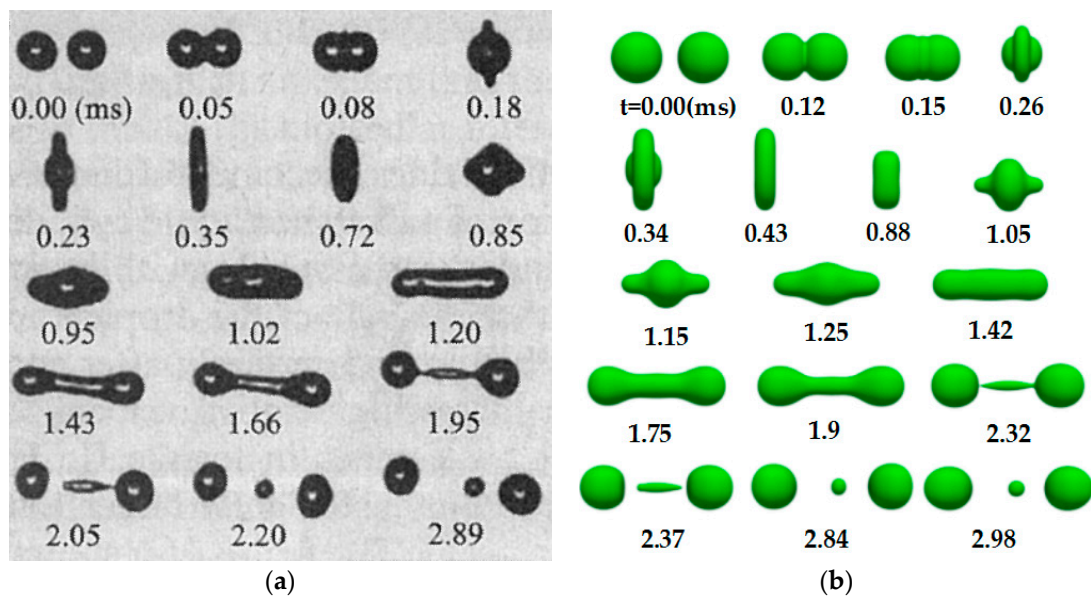 0.00 (ms) 0.05 0.08 0.18
0.23 0.35 0.72 0.85
0.95 1.02 1.20
1.43 1.66 1.95
2.05 2.20 2.89
(a)
t=0.00(ms) 0.12 0.15 0.26
0.34 0.43 0.88 1.05
1.15 1.25 1.42
1.75 1.9 2.32
2.37 2.84 2.98
(b)